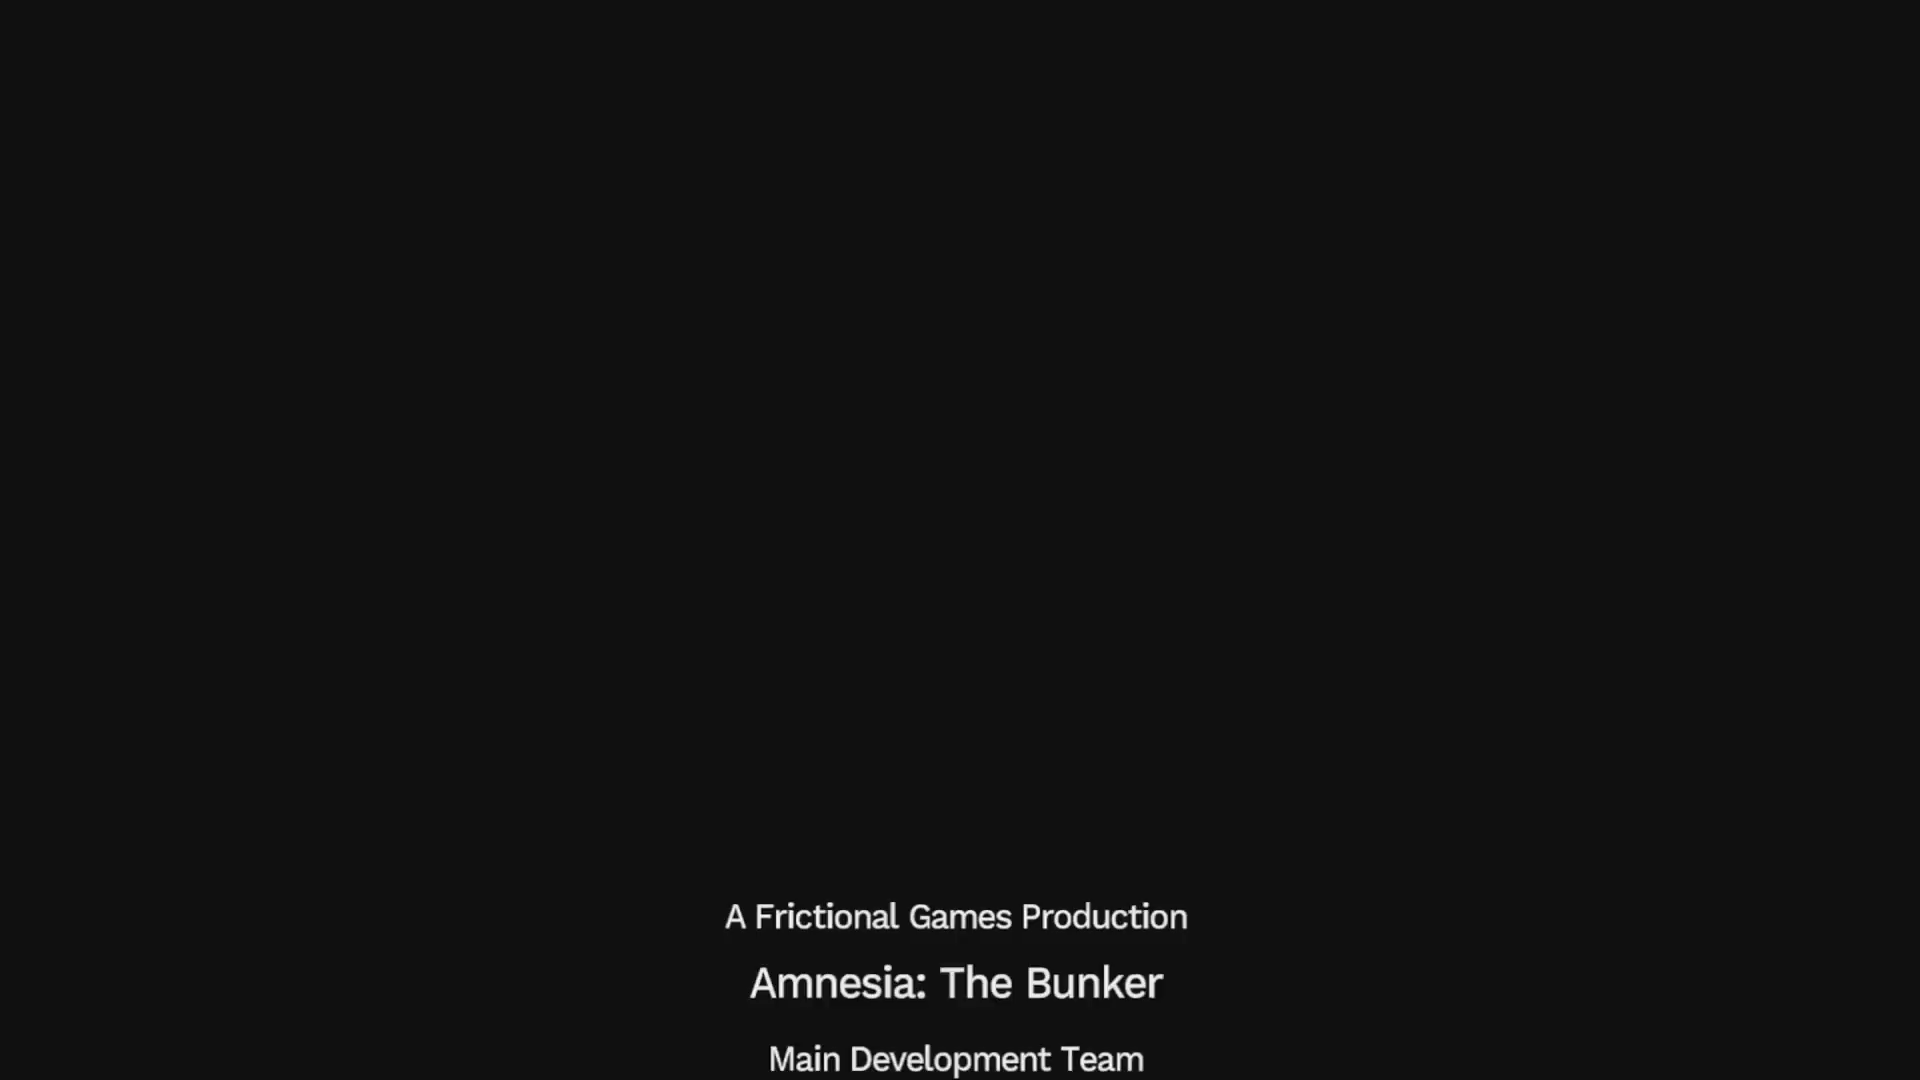 A Frictional Games Production
Amnesia: The Bunker
Main Development Team